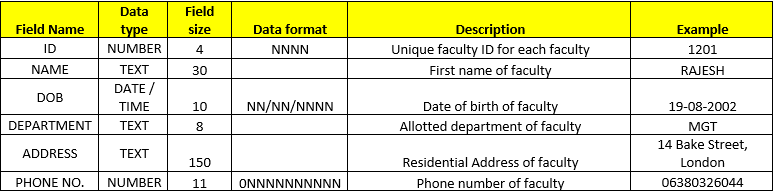 Field Name Data type Field size Data format Description Example
ID NUMBER 4 NNNN Unique faculty ID for each faculty 1201
NAME TEXT 30 First name of faculty RAJESH
DOB DATE / TIME 10 NN/NN/NNNN Date of birth of faculty 19-08-2002
DEPARTMENT TEXT 8 Allotted department of faculty MGT
ADDRESS TEXT 150 Residential Address of faculty 14 Bake Street, London
PHONE NO. NUMBER 11 0NNNNNNNNNN Phone number of faculty 06380326044